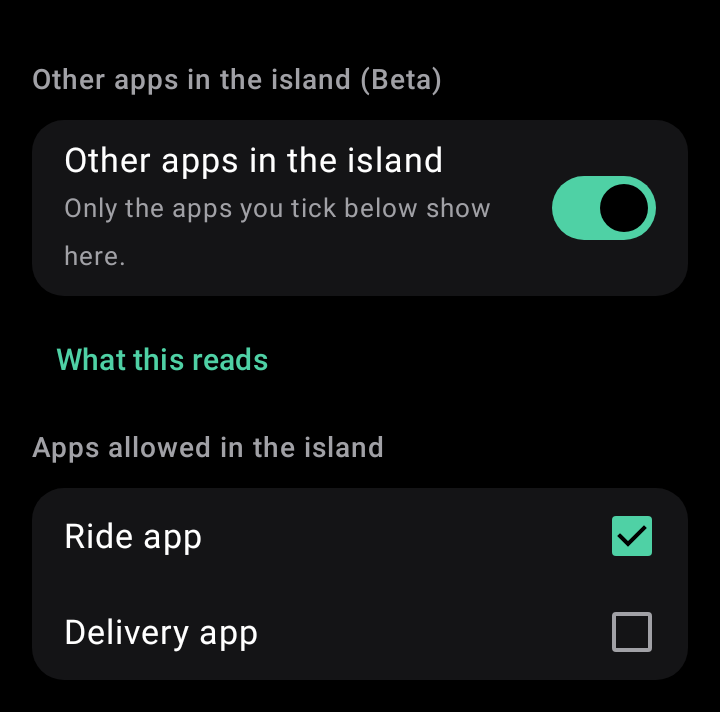 Other apps in the island (Beta)
Other apps in the island
Only the apps you tick below show
here.
What this reads
Apps allowed in the island
Ride app
Delivery app